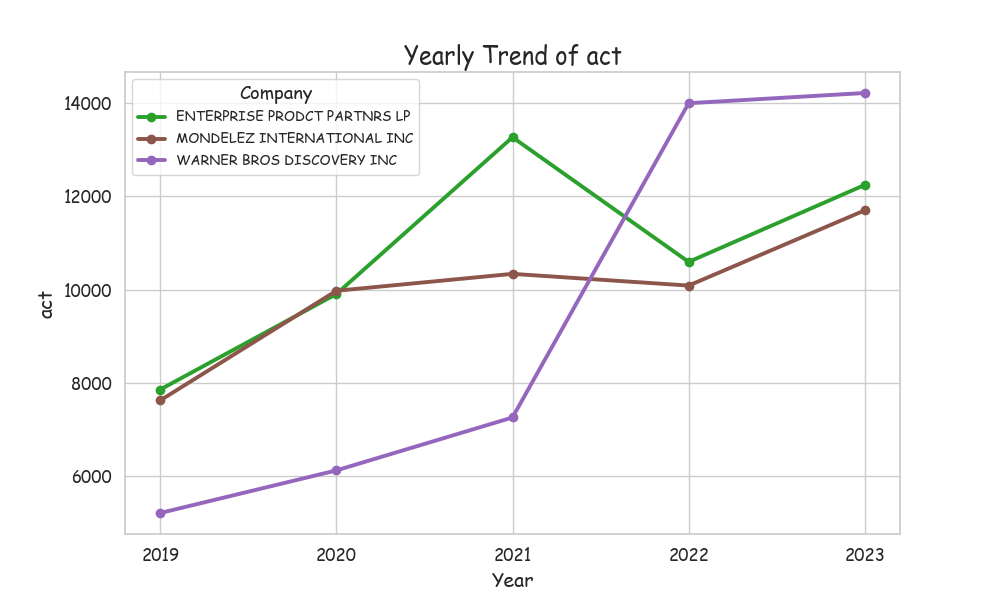 Yearly Trend of act
Company
ENTERPRISE PRODCT PARTNRS LP
MONDELEZ INTERNATIONAL INC
WARNER BROS DISCOVERY INC
14000
12000
10000
8000
6000
act
2019 2020 2021 2022 2023
Year